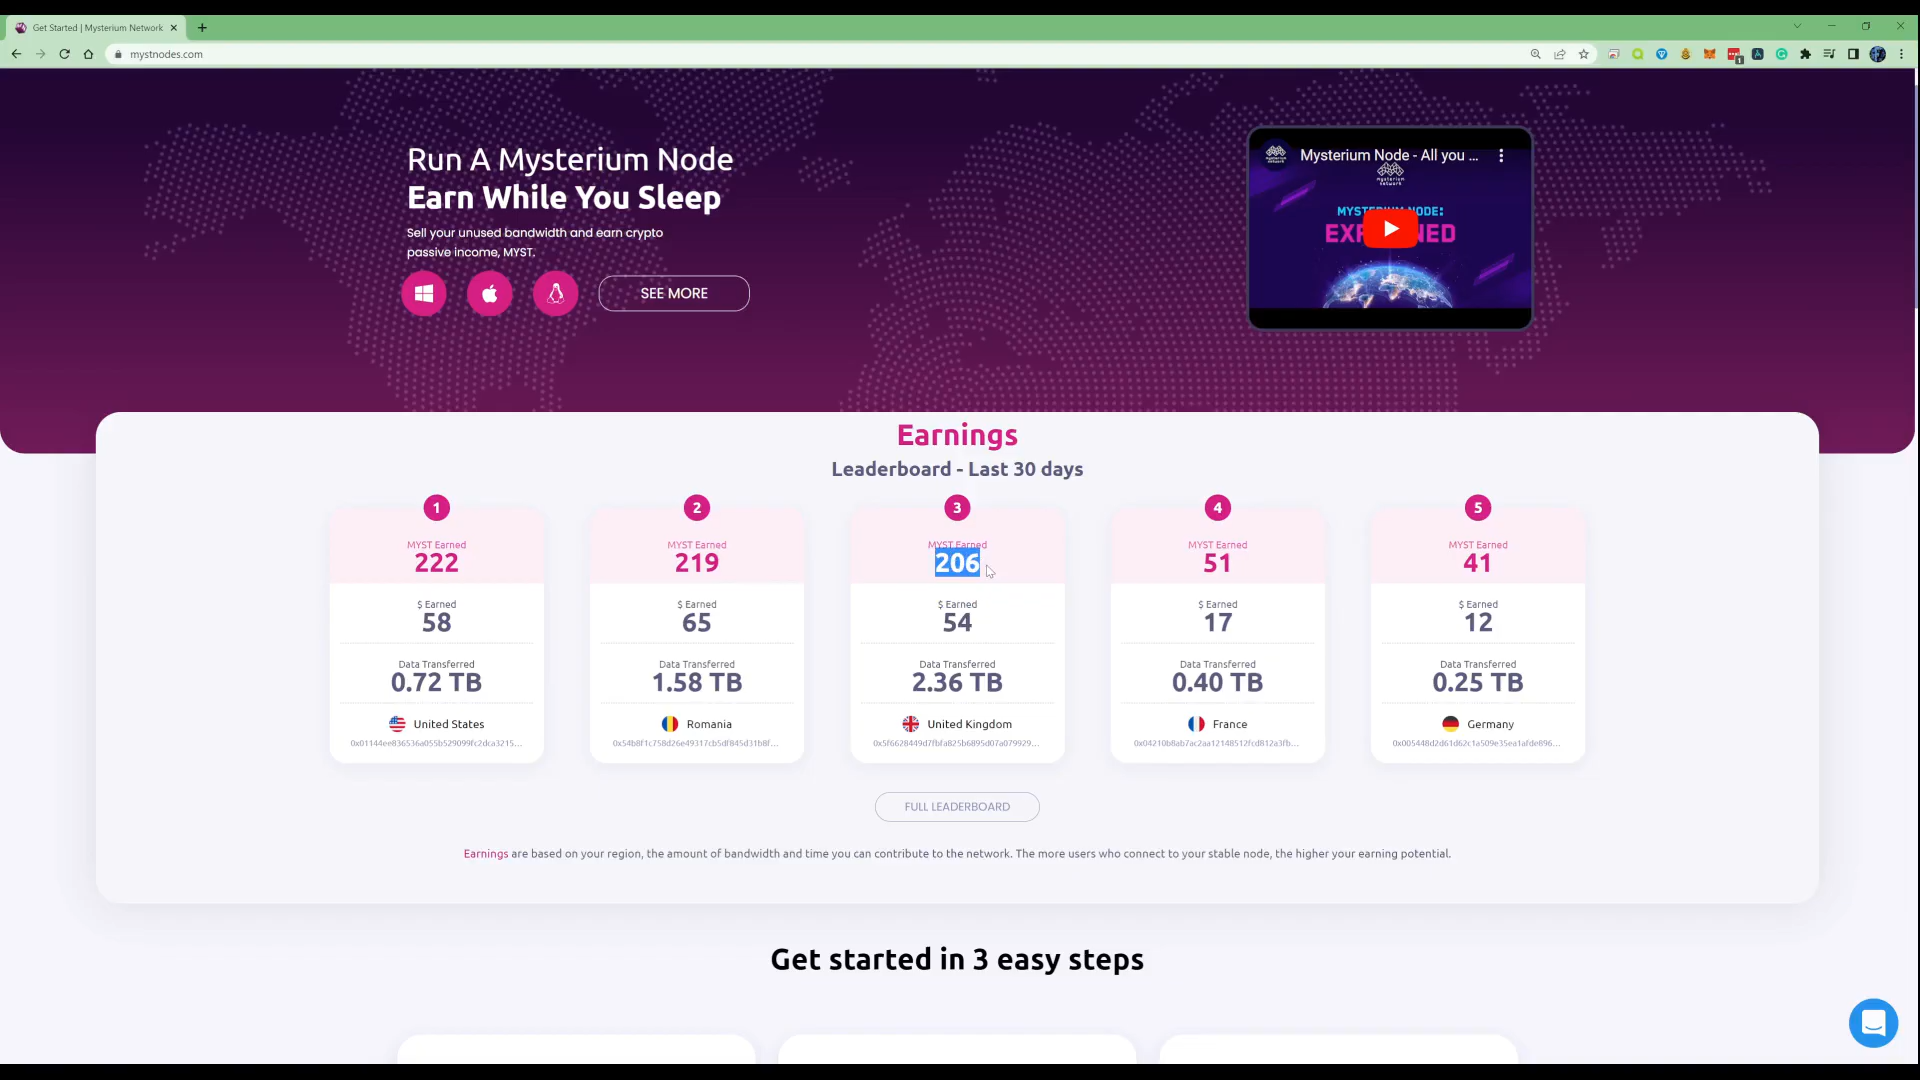 Get Started | Mysterium Network
mystnodes.com
Run A Mysterium Node
Earn While You Sleep
Sell your unused bandwidth and earn crypto
passive income, MYST.
SEE MORE
Mysterium Node - All you ...
mysterium
network
Earnings
Leaderboard - Last 30 days
1
2
3
4
5
MYST Earned
MYST Earned
MYST Earned
MYST Earned
MYST Earned
222
219
206
51
41
$ Earned
$ Earned
$ Earned
$ Earned
$ Earned
58
65
54
17
12
Data Transferred
Data Transferred
Data Transferred
Data Transferred
Data Transferred
0.72 TB
1.58 TB
2.36 TB
0.40 TB
0.25 TB
United States
Romania
United Kingdom
France
Germany
FULL LEADERBOARD
Earnings are based on your region, the amount of bandwidth and time you can contribute to the network. The more users who connect to your stable node, the higher your earning potential.
Get started in 3 easy steps